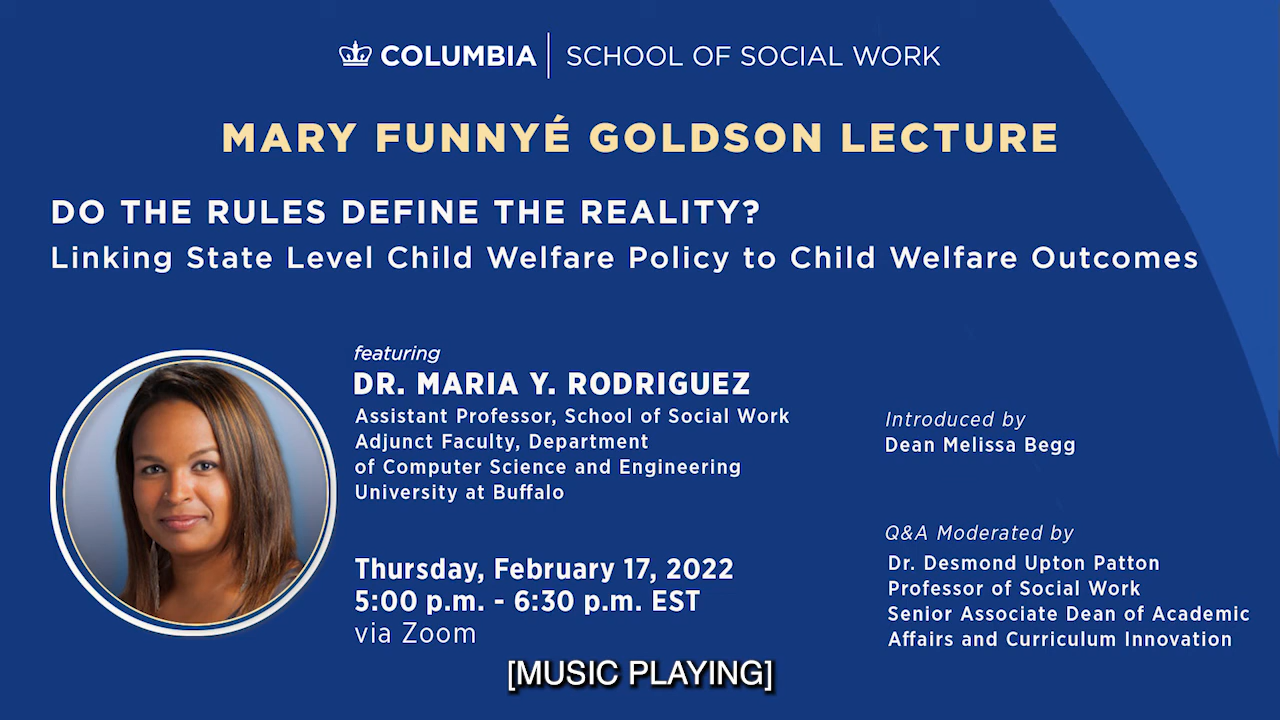 COLUMBIA | SCHOOL OF SOCIAL WORK
MARY FUNNYÉ GOLDSON LECTURE
DO THE RULES DEFINE THE REALITY?
Linking State Level Child Welfare Policy to Child Welfare Outcomes
featuring
DR. MARIA Y. RODRIGUEZ
Assistant Professor, School of Social Work
Adjunct Faculty, Department
of Computer Science and Engineering
University at Buffalo
Thursday, February 17, 2022
5:00 p.m. - 6:30 p.m. EST
via Zoom
Introduced by
Dean Melissa Begg
Q&A Moderated by
Dr. Desmond Upton Patton
Professor of Social Work
Senior Associate Dean of Academic
Affairs and Curriculum Innovation
[MUSIC PLAYING]